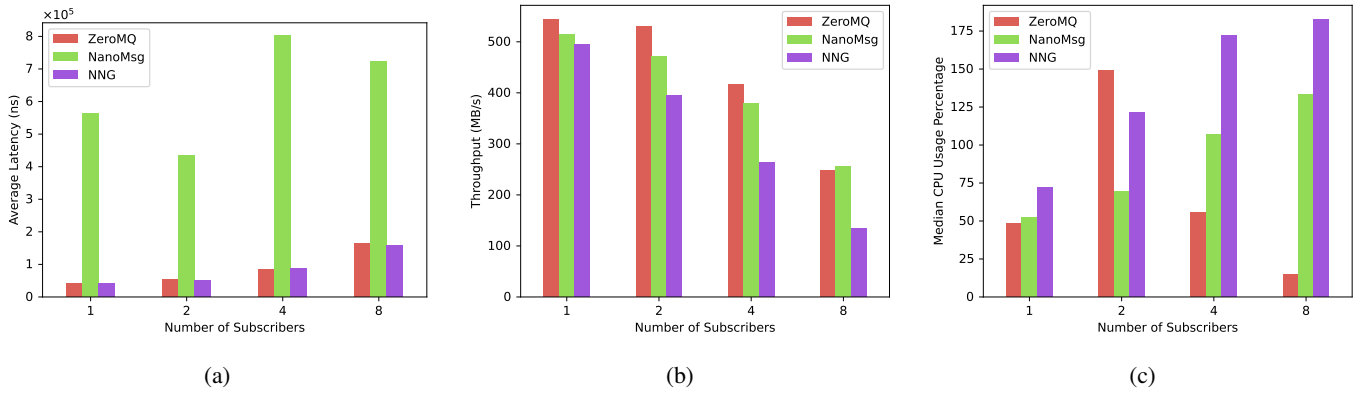 ×10⁵
8
7
6
5
4
3
2
1
0
Average Latency (ns)
ZeroMQ
NanoMsg
NNG
1 2 4 8
Number of Subscribers
(a)
500
400
300
200
100
0
Throughput (MB/s)
ZeroMQ
NanoMsg
NNG
1 2 4 8
Number of Subscribers
(b)
175
150
125
100
75
50
25
0
Median CPU Usage Percentage
ZeroMQ
NanoMsg
NNG
1 2 4 8
Number of Subscribers
(c)